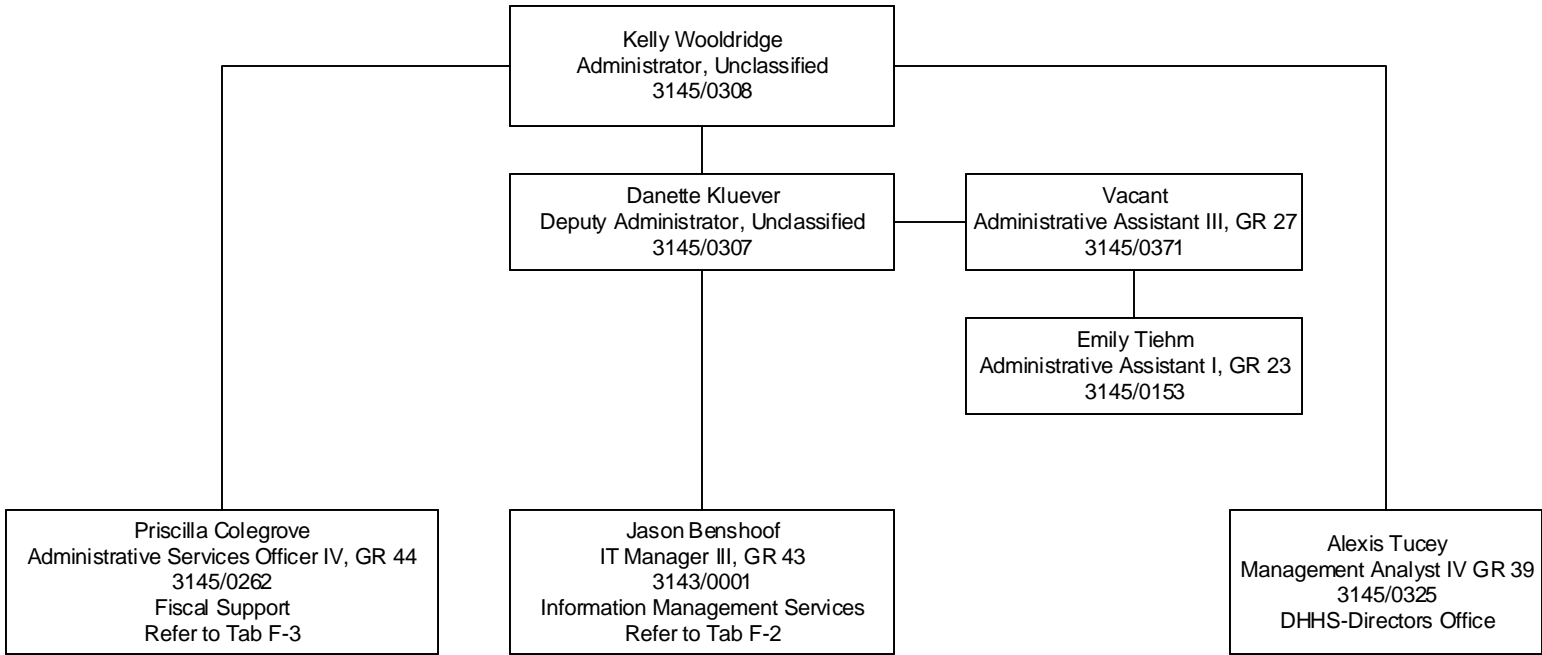 Kelly Wooldridge
Administrator, Unclassified
3145/0308
Danette Kluever
Deputy Administrator, Unclassified
3145/0307
Vacant
Administrative Assistant III, GR 27
3145/0371
Emily Tiehm
Administrative Assistant I, GR 23
3145/0153
Priscilla Colegrove
Administrative Services Officer IV, GR 44
3145/0262
Fiscal Support
Refer to Tab F-3
Jason Benshoof
IT Manager III, GR 43
3143/0001
Information Management Services
Refer to Tab F-2
Alexis Tucey
Management Analyst IV GR 39
3145/0325
DHHS-Directors Office